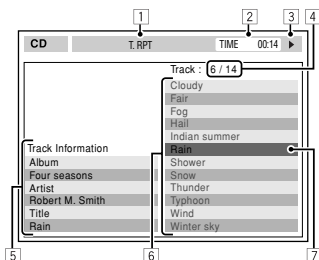 1 2 3 4
CD T. RPT TIME 00:14
Track : 6 / 14
Cloudy
Fair
Fog
Hail
Indian summer
Rain
Shower
Snow
Thunder
Typhoon
Wind
Winter sky
Track Information
Album
Four seasons
Artist
Robert M. Smith
Title
Rain
5 6 7